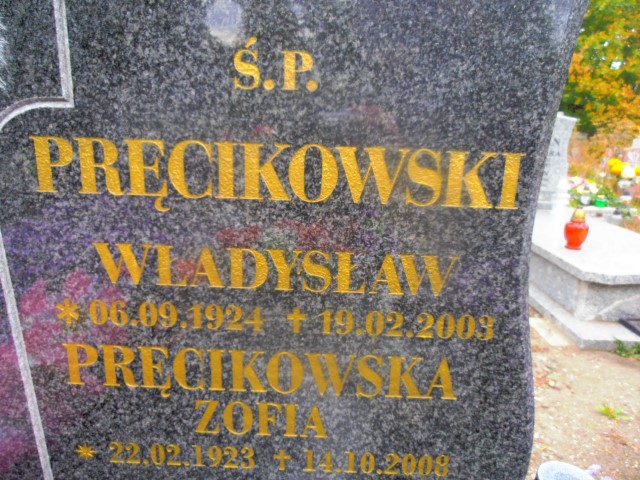 Ś.P.
PRĘCIKOWSKI
WŁADYSŁAW
* 06.09.1924 ✝ 19.02.2003
PRĘCIKOWSKA
ZOFIA
* 22.02.1923 ✝ 14.10.2008